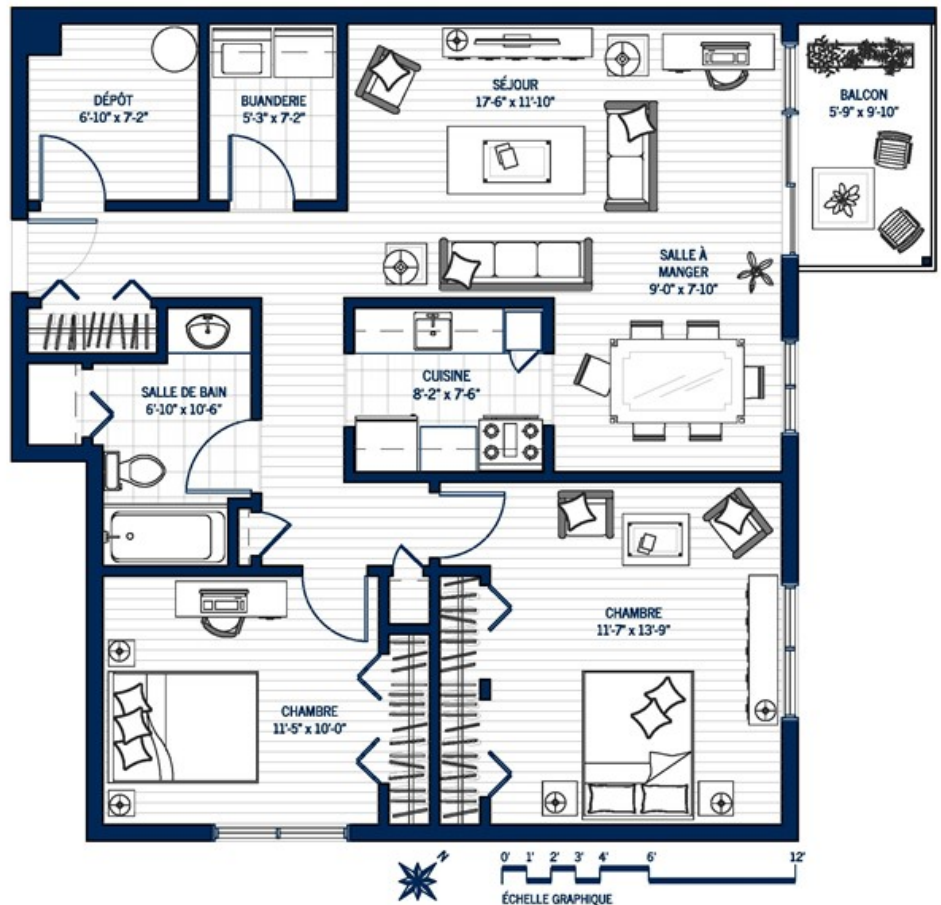 DÉPÔT
6'-10" x 7'-2"
BUANDERIE
5'-3" x 7'-2"
SÉJOUR
17'-6" x 11'-10"
BALCON
5'-9" x 9'-10"
SALLE À
MANGER
9'-0" x 7'-10"
CUISINE
8'-2" x 7'-6"
SALLE DE BAIN
6'-10" x 10'-6"
CHAMBRE
11'-7" x 13'-9"
CHAMBRE
11'-5" x 10'-0"
N
0' 1' 2' 3' 4' 6' 12'
ÉCHELLE GRAPHIQUE